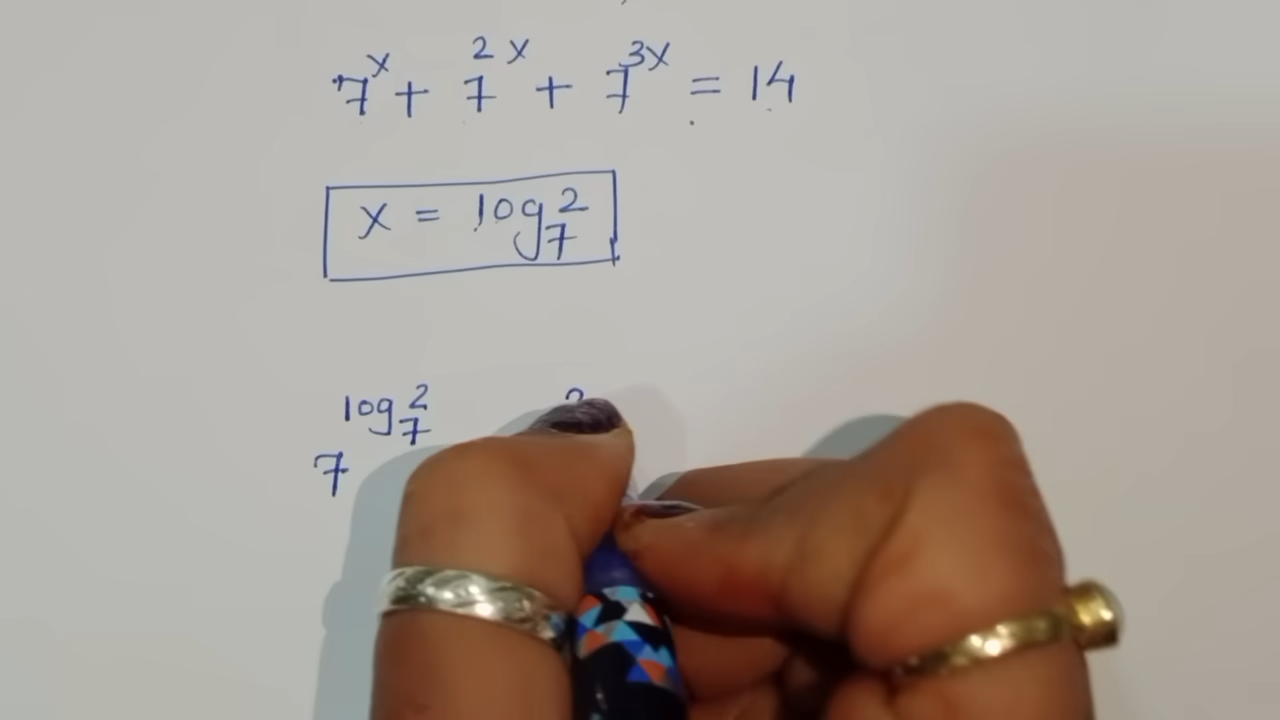 7^x + 7^2x + 7^3x = 14
x = log_7 2
7^log_7 2